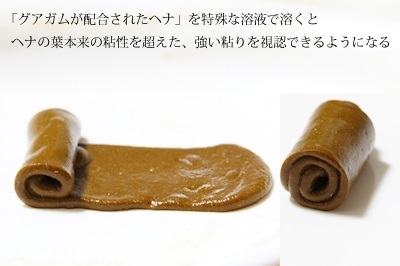 「グアガムが配合されたヘナ」を特殊な溶液で溶くと
ヘナの葉本来の粘性を超えた、強い粘りを視認できるようになる